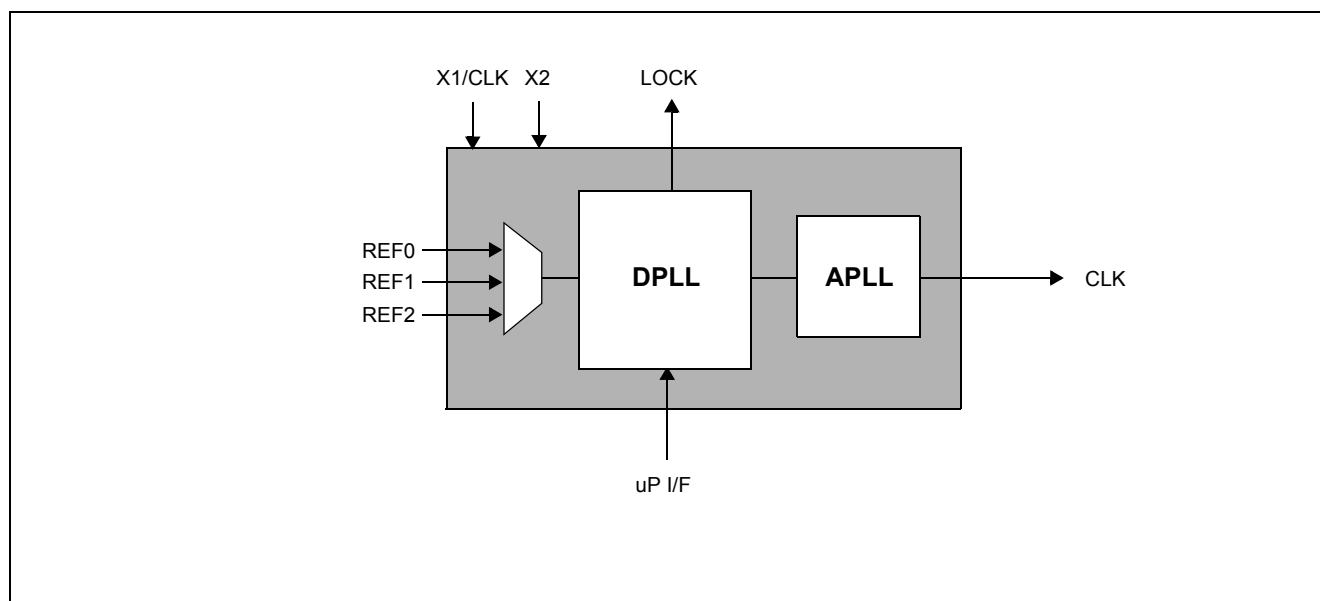 X1/CLK X2 LOCK
REF0
REF1
REF2
DPLL
APLL
CLK
uP I/F